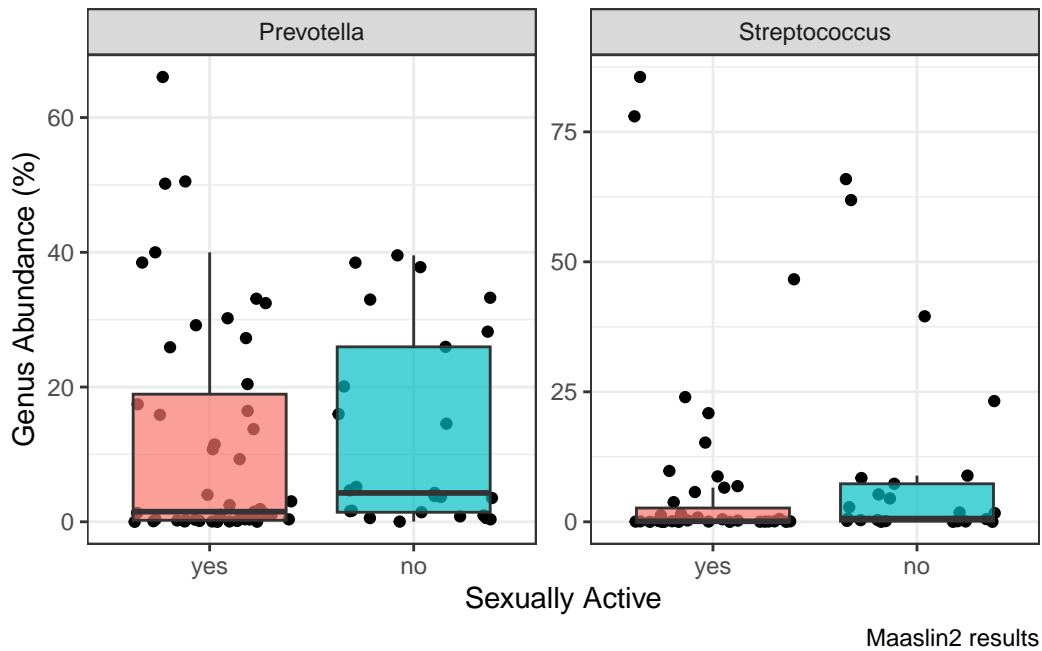 Prevotella
Streptococcus
Genus Abundance (%)
60
40
20
0
75
50
25
0
yes
no
yes
no
Sexually Active
Maaslin2 results